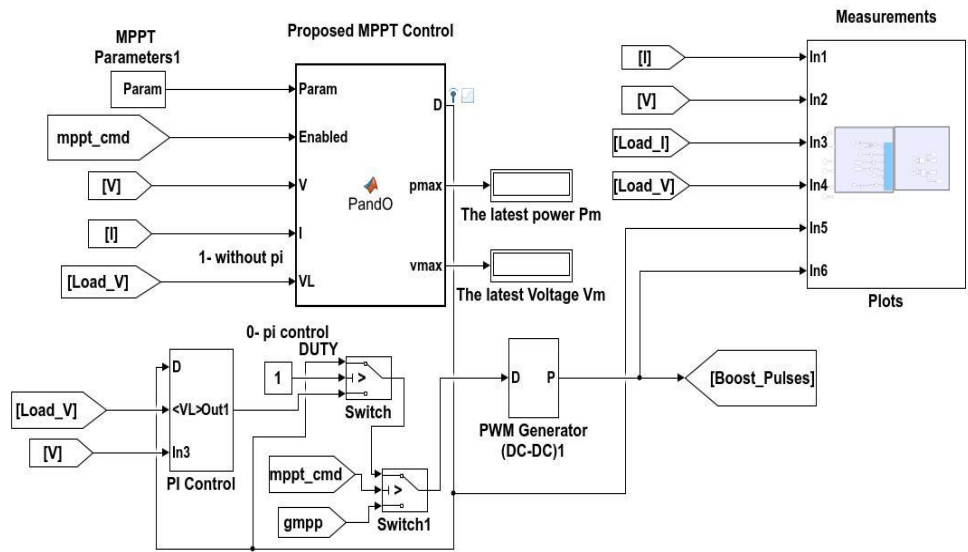 Measurements
MPPT
Parameters1
Proposed MPPT Control
Param
Param
D
[I]
In1
mppt_cmd
Enabled
[V]
In2
[Load_I]
In3
[V]
V
PandO
pmax
[Load_V]
In4
The latest power Pm
[I]
I
In5
1- without pi
vmax
[Load_V]
VL
In6
The latest Voltage Vm
Plots
0- pi control
DUTY
D
1
>
D
P
[Boost_Pulses]
[Load_V]
<VL>
Out1
Switch
[V]
In3
PWM Generator
(DC-DC)1
PI Control
mppt_cmd
>
gmpp
Switch1